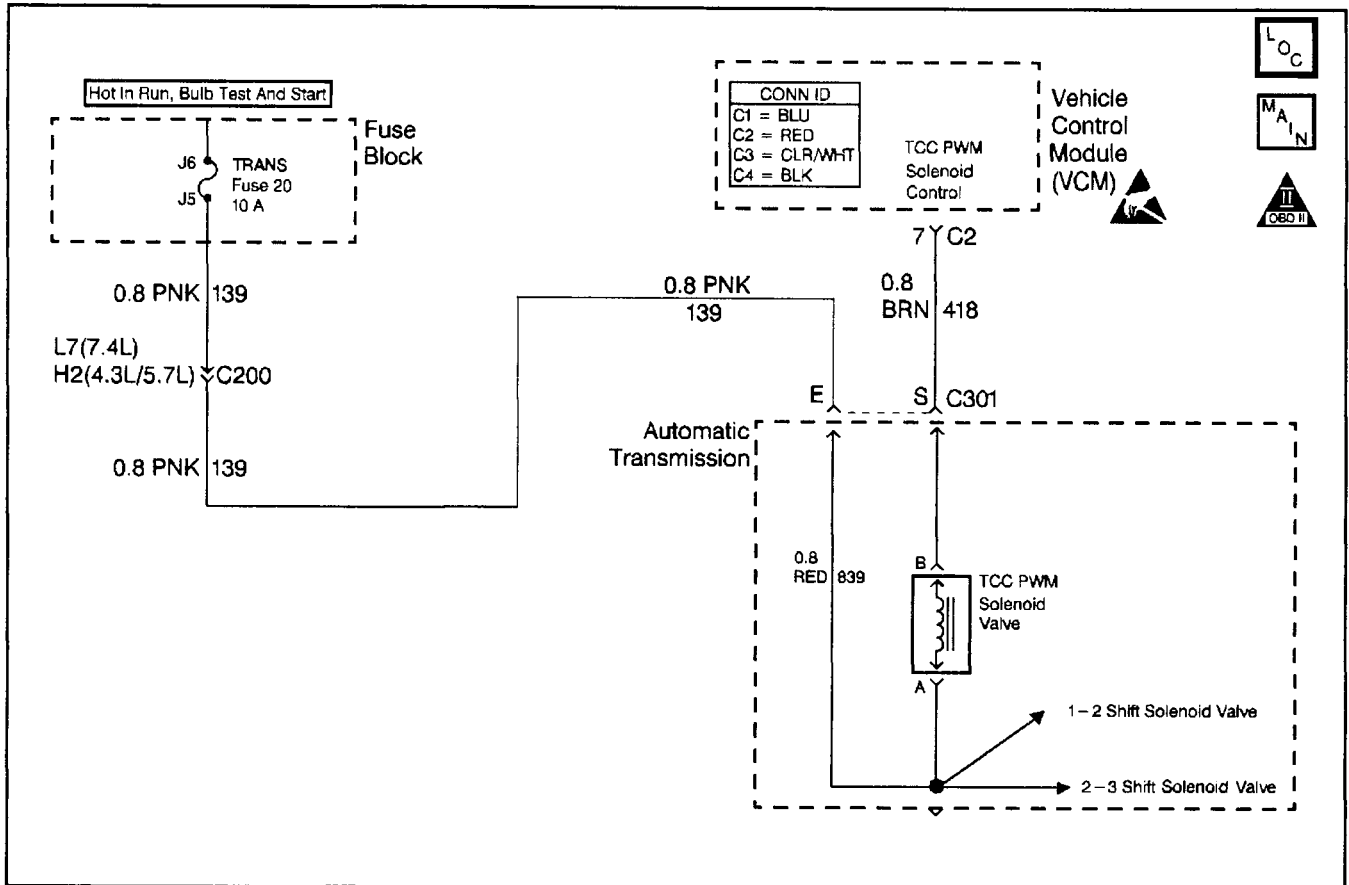 Hot In Run, Bulb Test And Start
Fuse
Block
J6
J5
TRANS
Fuse 20
10 A
0.8 PNK 139
L7(7.4L)
H2(4.3L/5.7L) C200
0.8 PNK 139
0.8 PNK
139
CONN ID
C1 = BLU
C2 = RED
C3 = CLR/WHT
C4 = BLK
TCC PWM
Solenoid
Control
Vehicle
Control
Module
(VCM)
LOC
MAIN
II
OBD II
7 C2
0.8
BRN 418
E S C301
Automatic
Transmission
0.8
RED 839
B
TCC PWM
Solenoid
Valve
A
1-2 Shift Solenoid Valve
2-3 Shift Solenoid Valve